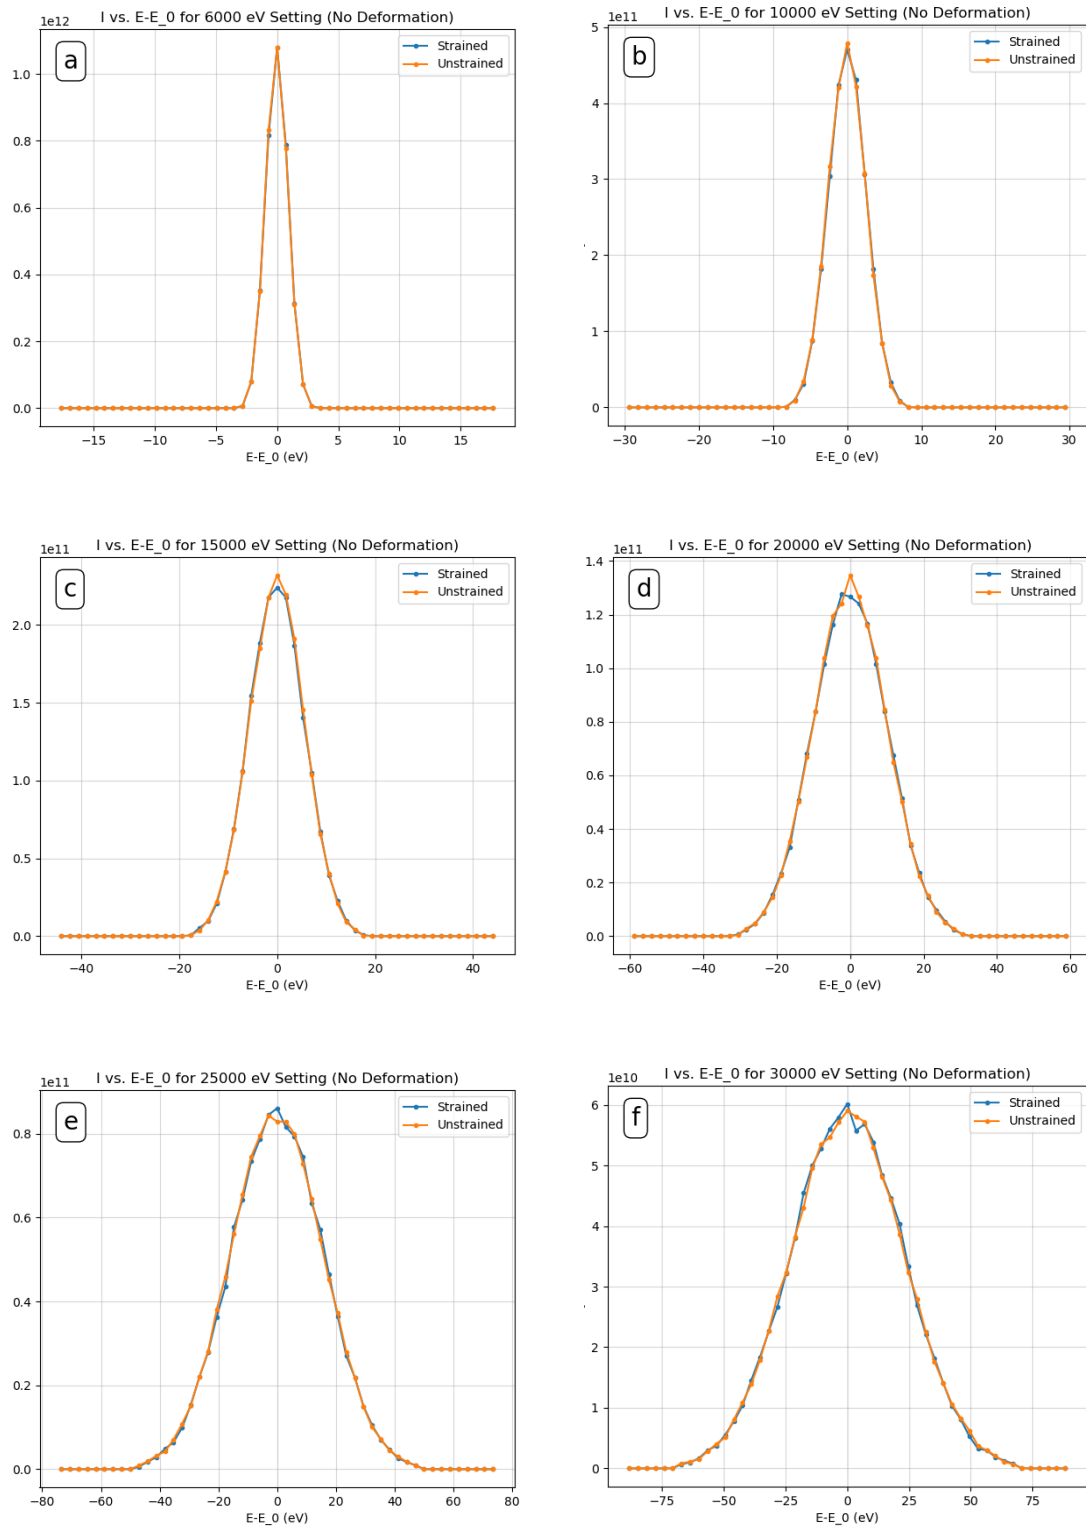 I vs. E-E_0 for 6000 eV Setting (No Deformation)
1e12
a
Strained
Unstrained
1.0
0.8
0.6
0.4
0.2
0.0
−15 −10 −5 0 5 10 15
E-E_0 (eV)
I vs. E-E_0 for 10000 eV Setting (No Deformation)
1e11
b
Strained
Unstrained
5
4
3
2
1
0
−30 −20 −10 0 10 20 30
E-E_0 (eV)
I vs. E-E_0 for 15000 eV Setting (No Deformation)
1e11
c
Strained
Unstrained
2.0
1.5
1.0
0.5
0.0
−40 −20 0 20 40
E-E_0 (eV)
I vs. E-E_0 for 20000 eV Setting (No Deformation)
1e11
d
Strained
Unstrained
1.4
1.2
1.0
0.8
0.6
0.4
0.2
0.0
−60 −40 −20 0 20 40 60
E-E_0 (eV)
I vs. E-E_0 for 25000 eV Setting (No Deformation)
1e11
e
Strained
Unstrained
0.8
0.6
0.4
0.2
0.0
−80 −60 −40 −20 0 20 40 60 80
E-E_0 (eV)
I vs. E-E_0 for 30000 eV Setting (No Deformation)
1e10
f
Strained
Unstrained
6
5
4
3
2
1
0
−75 −50 −25 0 25 50 75
E-E_0 (eV)